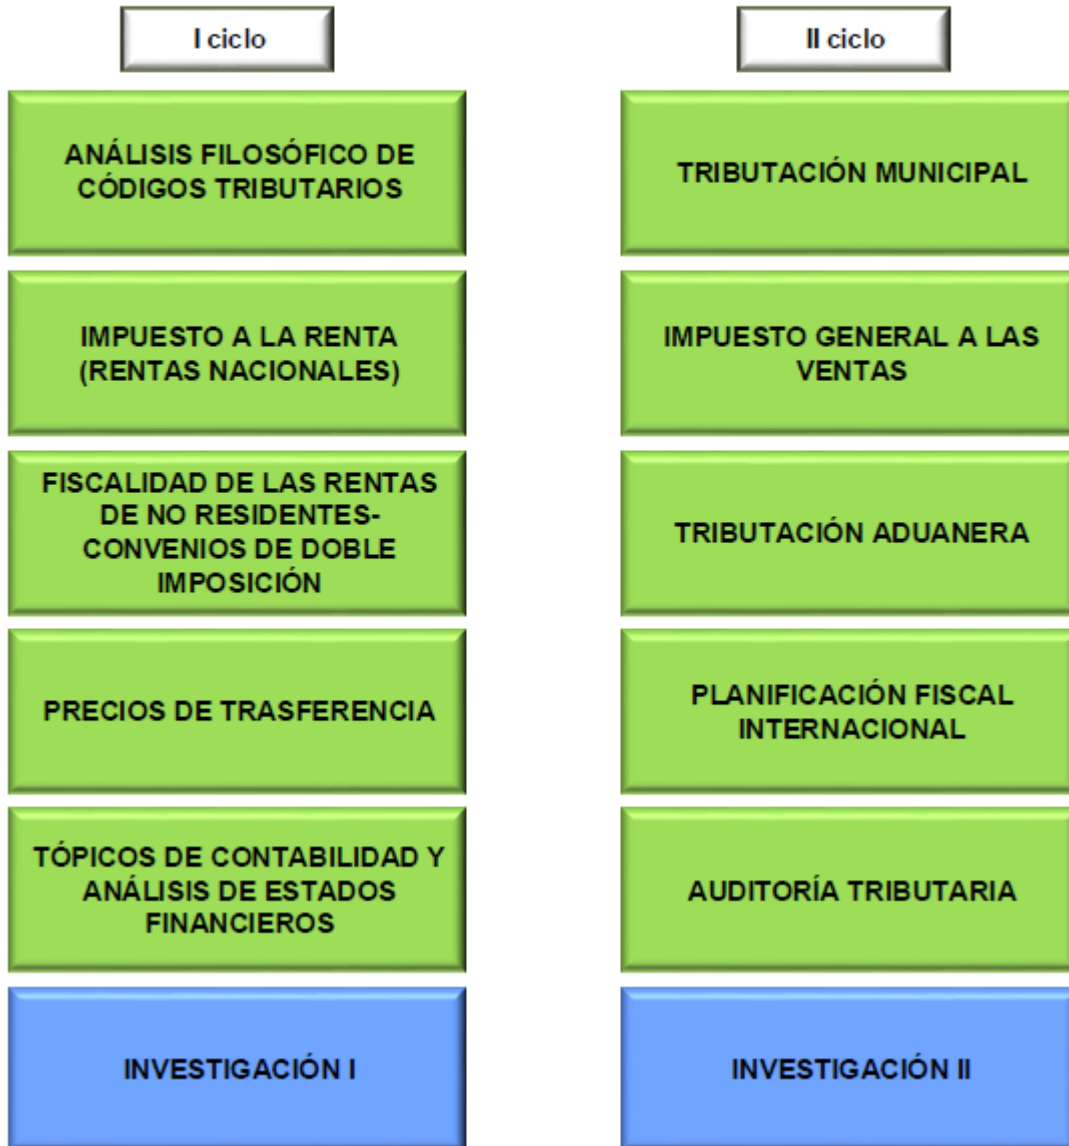 I ciclo
II ciclo
ANÁLISIS FILOSÓFICO DE
CÓDIGOS TRIBUTARIOS
TRIBUTACIÓN MUNICIPAL
IMPUESTO A LA RENTA
(RENTAS NACIONALES)
IMPUESTO GENERAL A LAS
VENTAS
FISCALIDAD DE LAS RENTAS
DE NO RESIDENTES-
CONVENIOS DE DOBLE
IMPOSICIÓN
TRIBUTACIÓN ADUANERA
PRECIOS DE TRASFERENCIA
PLANIFICACIÓN FISCAL
INTERNACIONAL
TÓPICOS DE CONTABILIDAD Y
ANÁLISIS DE ESTADOS
FINANCIEROS
AUDITORÍA TRIBUTARIA
INVESTIGACIÓN I
INVESTIGACIÓN II